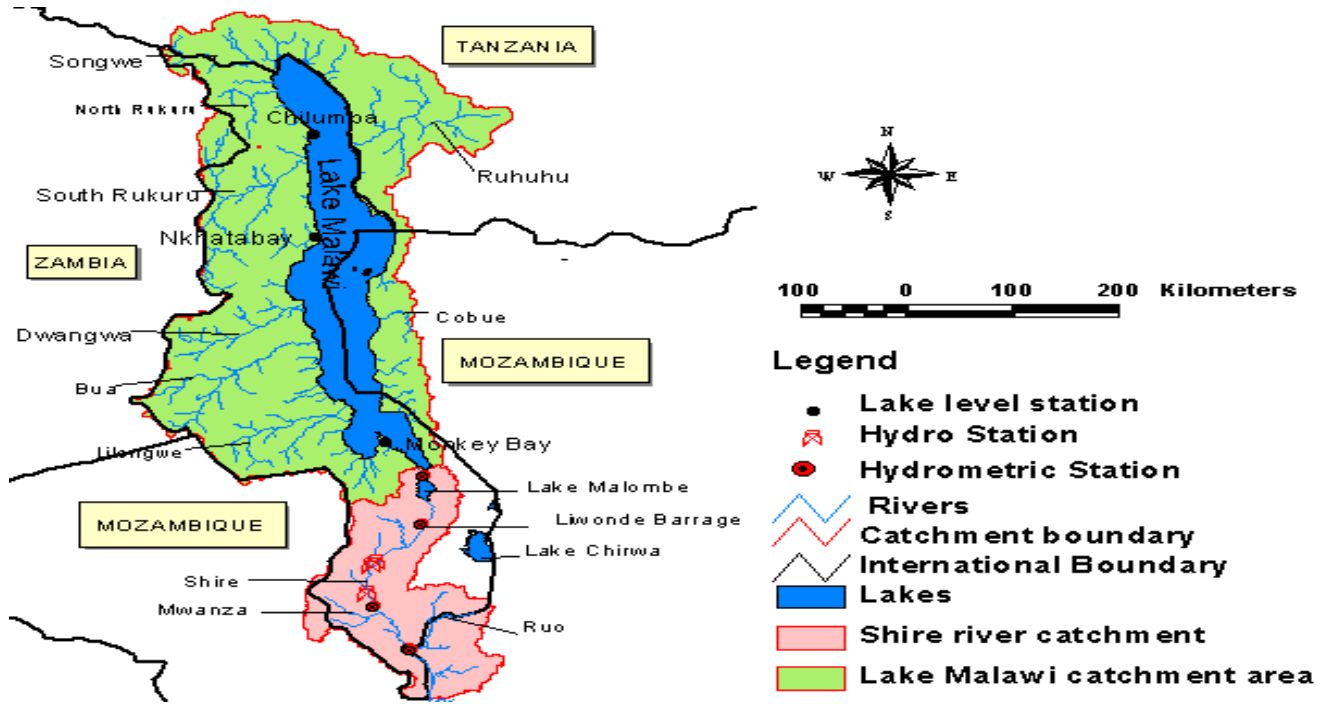 TANZANIA
Songwe
North Rukuru
Chilumba
Ruhuhu
South Rukuru
Lake Malawi
Nkhatabay
ZAMBIA
Cobue
Dwangwa
MOZAMBIQUE
Bua
Lilongwe
Monkey Bay
Lake Malombe
MOZAMBIQUE
Liwonde Barrage
Lake Chirwa
Shire
Mwanza
Ruo
N
W E
S
100 0 100 200 Kilometers
Legend
Lake level station
Hydro Station
Hydrometric Station
Rivers
Catchment boundary
International Boundary
Lakes
Shire river catchment
Lake Malawi catchment area